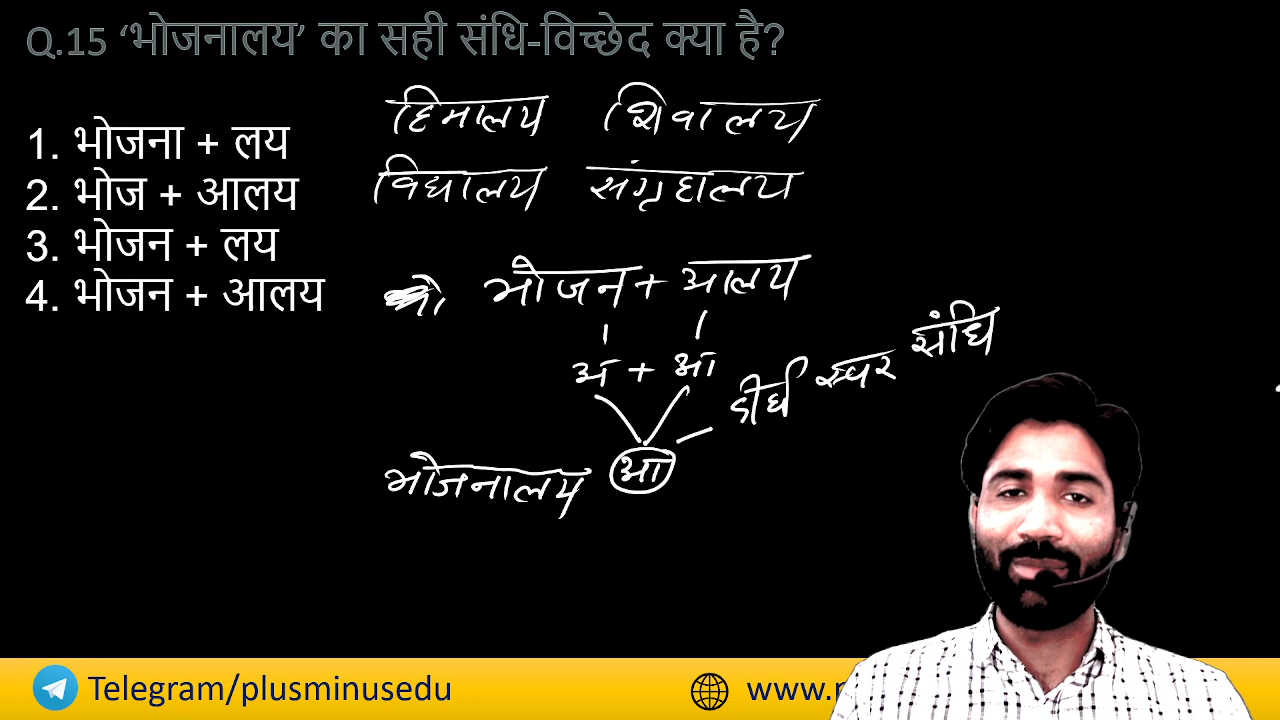 Q.15 ‘भोजनालय’ का सही संधि-विच्छेद क्या है?
1. भोजना + लय
2. भोज + आलय
3. भोजन + लय
4. भोजन + आलय
हिमालय शिवालय
विद्यालय संग्रहालय
भोजन + आलय
अ + आ
आ
दीर्घ स्वर संधि
भोजनालय
Telegram/plusminusedu
www.